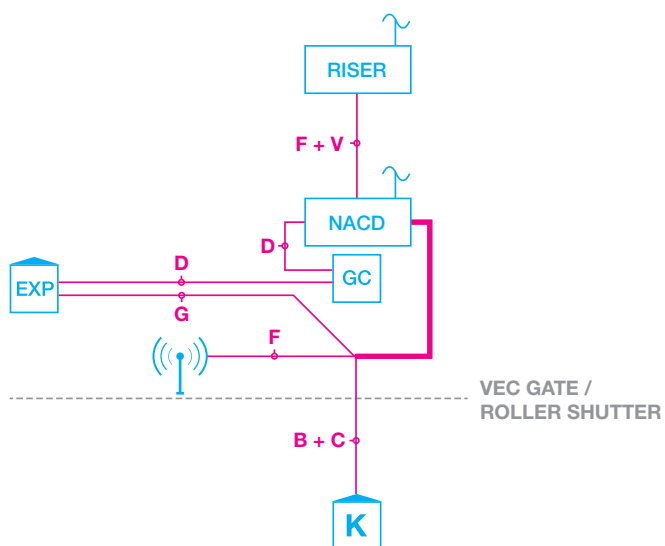 RISER
F + V
NACD
D
GC
D
EXP
G
F
VEC GATE /
ROLLER SHUTTER
B + C
K